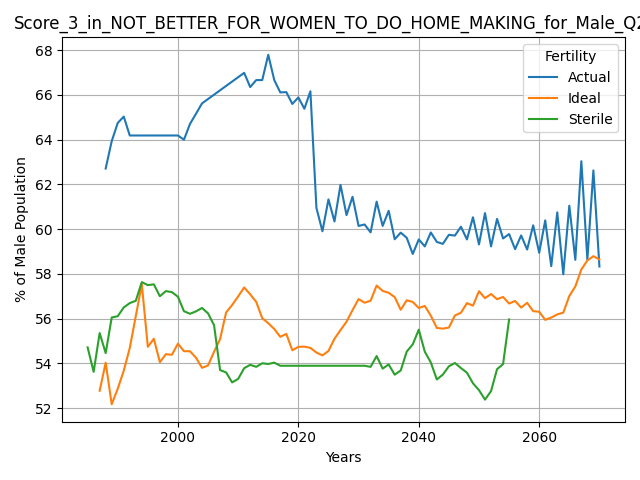 Score_3_in_NOT_BETTER_FOR_WOMEN_TO_DO_HOME_MAKING_for_Male_Q2
Fertility
Actual
Ideal
Sterile
% of Male Population
68
66
64
62
60
58
56
54
52
2000
2020
2040
2060
Years